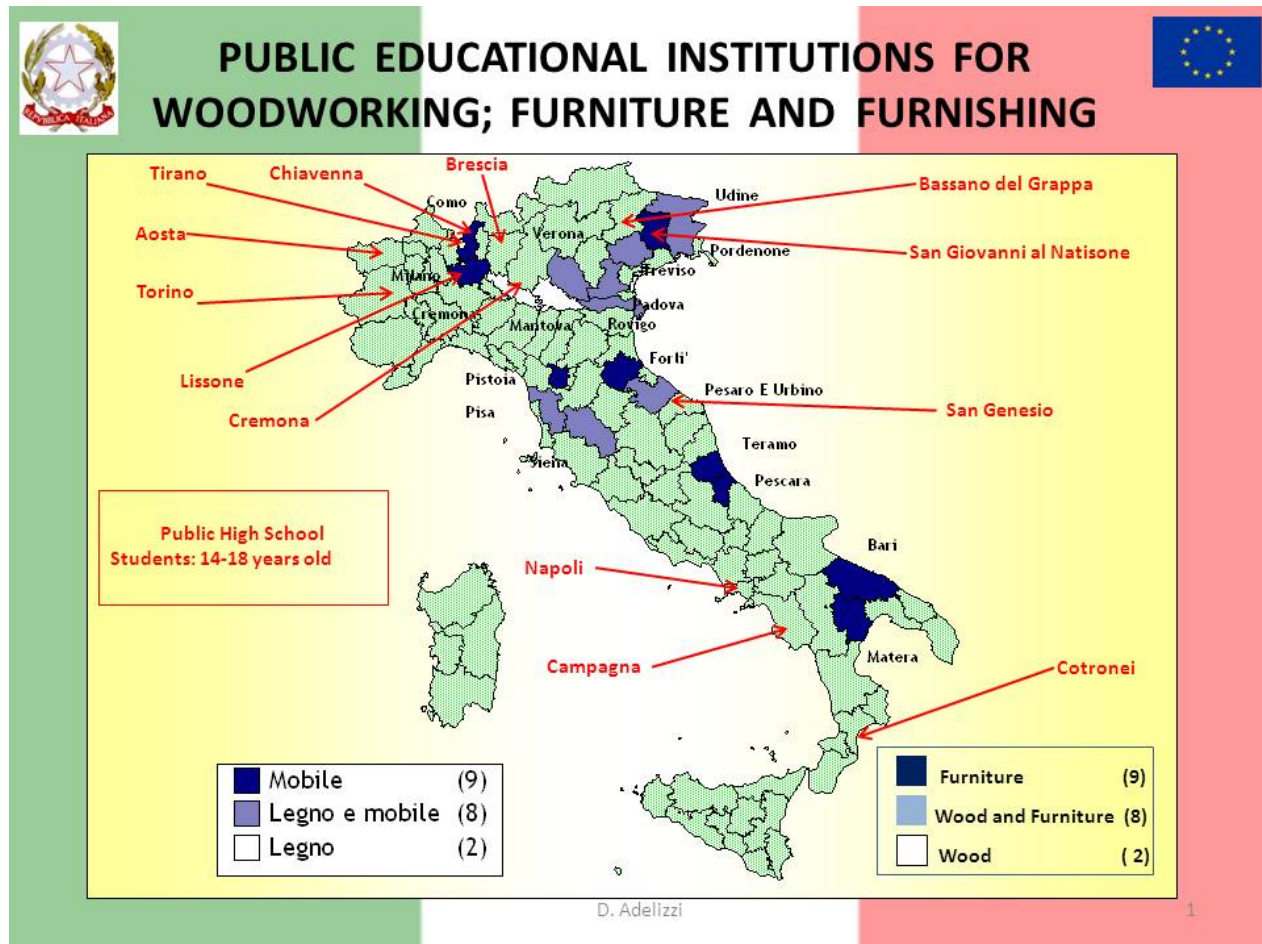 PUBLIC EDUCATIONAL INSTITUTIONS FOR
WOODWORKING; FURNITURE AND FURNISHING
REPVBBLICA ITALIANA
Tirano
Chiavenna
Brescia
Bassano del Grappa
Como
Udine
Aosta
Verona
Pordenone
San Giovanni al Natisone
Milano
Treviso
Torino
Cremona
Padova
Mantova
Rovigo
Lissone
Forli'
Pistoia
Pesaro E Urbino
Cremona
Pisa
San Genesio
Teramo
Siena
Pescara
Public High School
Students: 14-18 years old
Bari
Napoli
Matera
Campagna
Cotronei
Mobile (9)
Legno e mobile (8)
Legno (2)
Furniture (9)
Wood and Furniture (8)
Wood ( 2)
D. Adelizzi
1